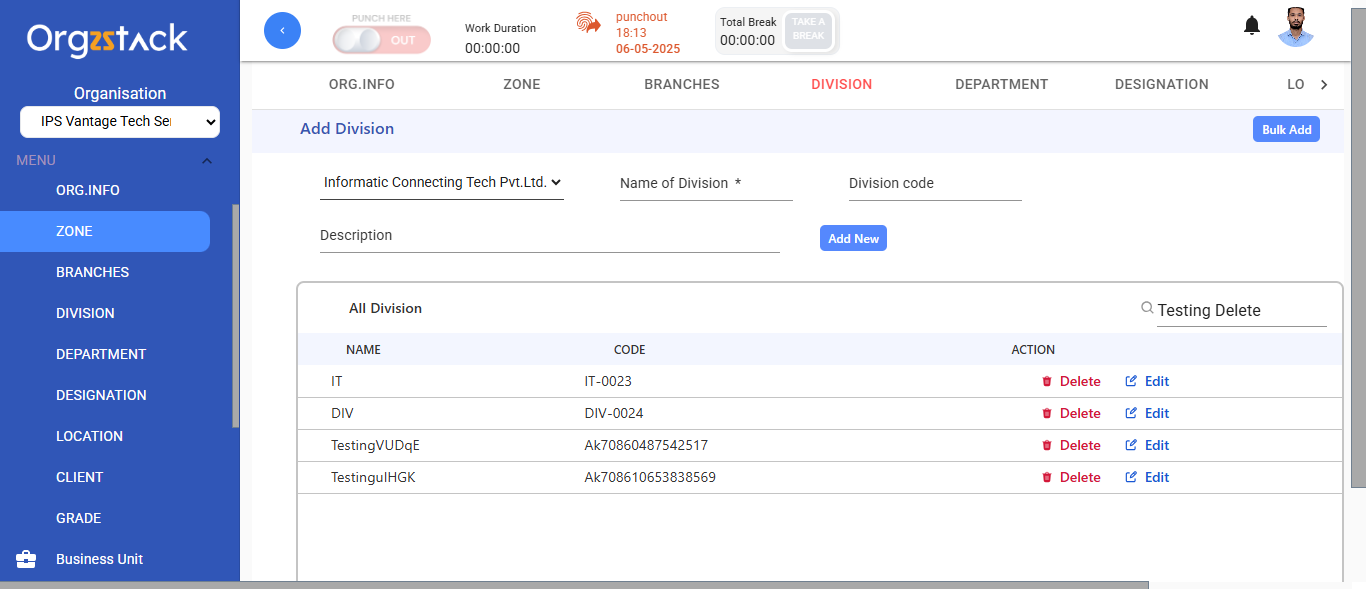 Orgzstack
Organisation
IPS Vantage Tech Ser
MENU
ORG.INFO
ZONE
BRANCHES
DIVISION
DEPARTMENT
DESIGNATION
LOCATION
CLIENT
GRADE
Business Unit
PUNCH HERE
OUT
Work Duration
00:00:00
punchout
18:13
06-05-2025
Total Break
00:00:00
TAKE A
BREAK
ORG.INFO ZONE BRANCHES DIVISION DEPARTMENT DESIGNATION LO
Add Division
Bulk Add
Informatic Connecting Tech Pvt.Ltd.
Name of Division *
Division code
Description
Add New
All Division
Testing Delete
NAME CODE ACTION
IT IT-0023 Delete Edit
DIV DIV-0024 Delete Edit
TestingVUDqE Ak70860487542517 Delete Edit
TestinguIHGK Ak708610653838569 Delete Edit